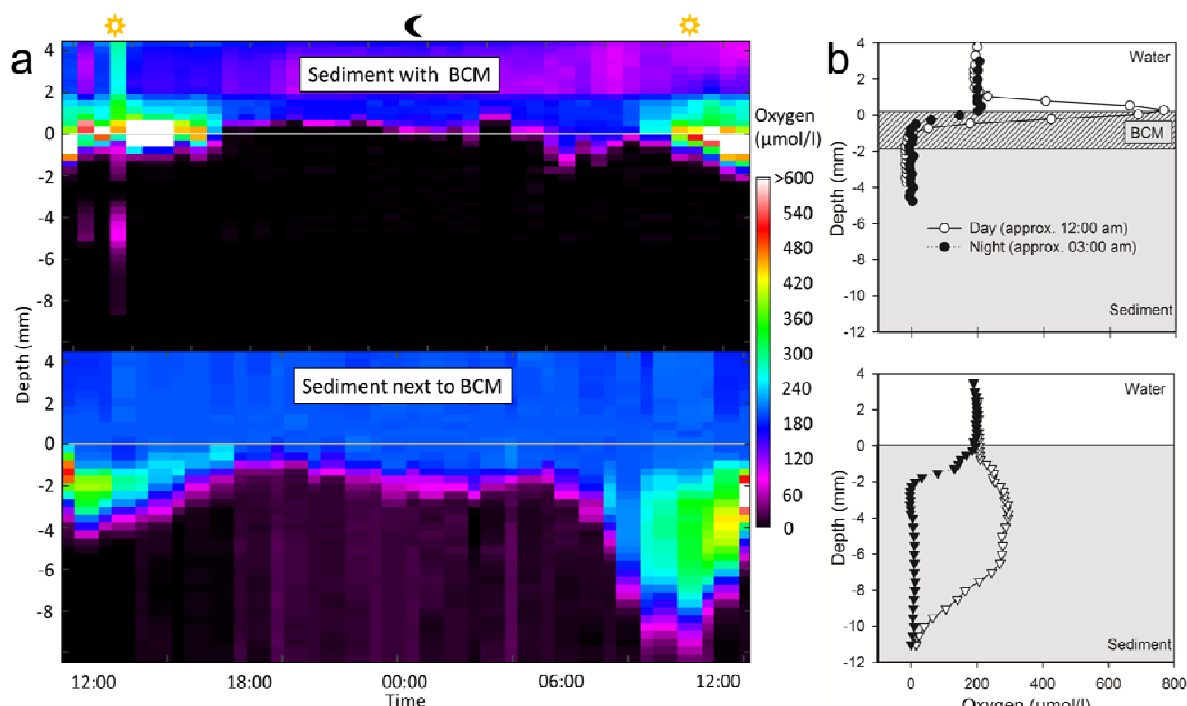 a
Sediment with BCM
4
2
0
-2
-4
-6
-8
Depth (mm)
Sediment next to BCM
4
2
0
-2
-4
-6
-8
12:00
18:00
00:00
06:00
12:00
Time
Oxygen
(µmol/l)
>600
540
480
420
360
300
240
180
120
60
0
b
Water
BCM
Day (approx. 12:00 am)
Night (approx. 03:00 am)
Sediment
4
2
0
-2
-4
-6
-8
-10
-12
Depth (mm)
Water
Sediment
4
2
0
-2
-4
-6
-8
-10
-12
Depth (mm)
0
200
400
600
800
Oxygen (µmol/l)